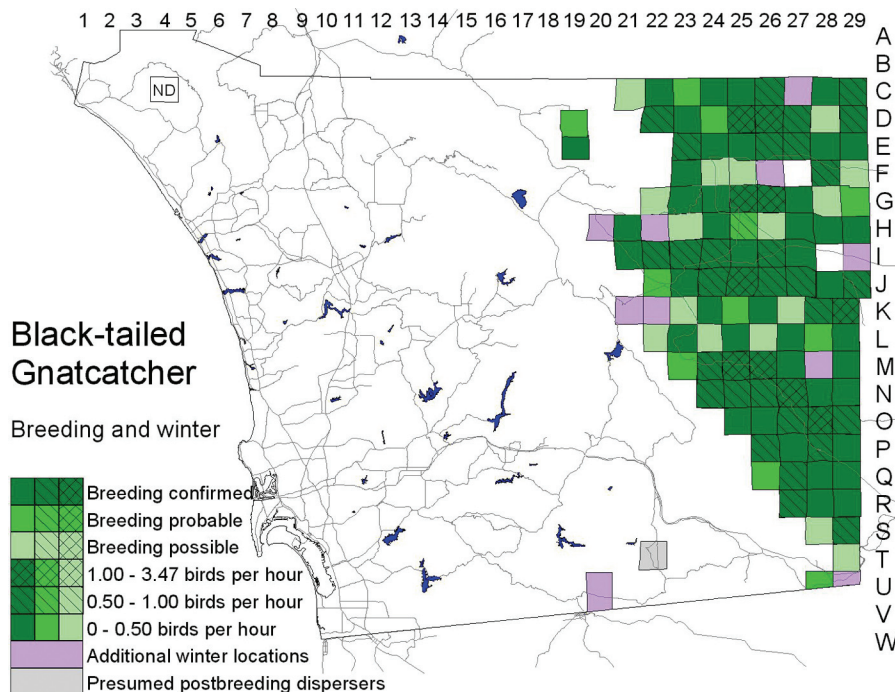 1 2 3 4 5 6 7 8 9 10 11 12 13 14 15 16 17 18 19 20 21 22 23 24 25 26 27 28 29
A
B
C
D
E
F
G
H
I
J
K
L
M
N
O
P
Q
R
S
T
U
V
W
ND
Black-tailed
Gnatcatcher
Breeding and winter
Breeding confirmed
Breeding probable
Breeding possible
1.00 - 3.47 birds per hour
0.50 - 1.00 birds per hour
0 - 0.50 birds per hour
Additional winter locations
Presumed postbreeding dispersers